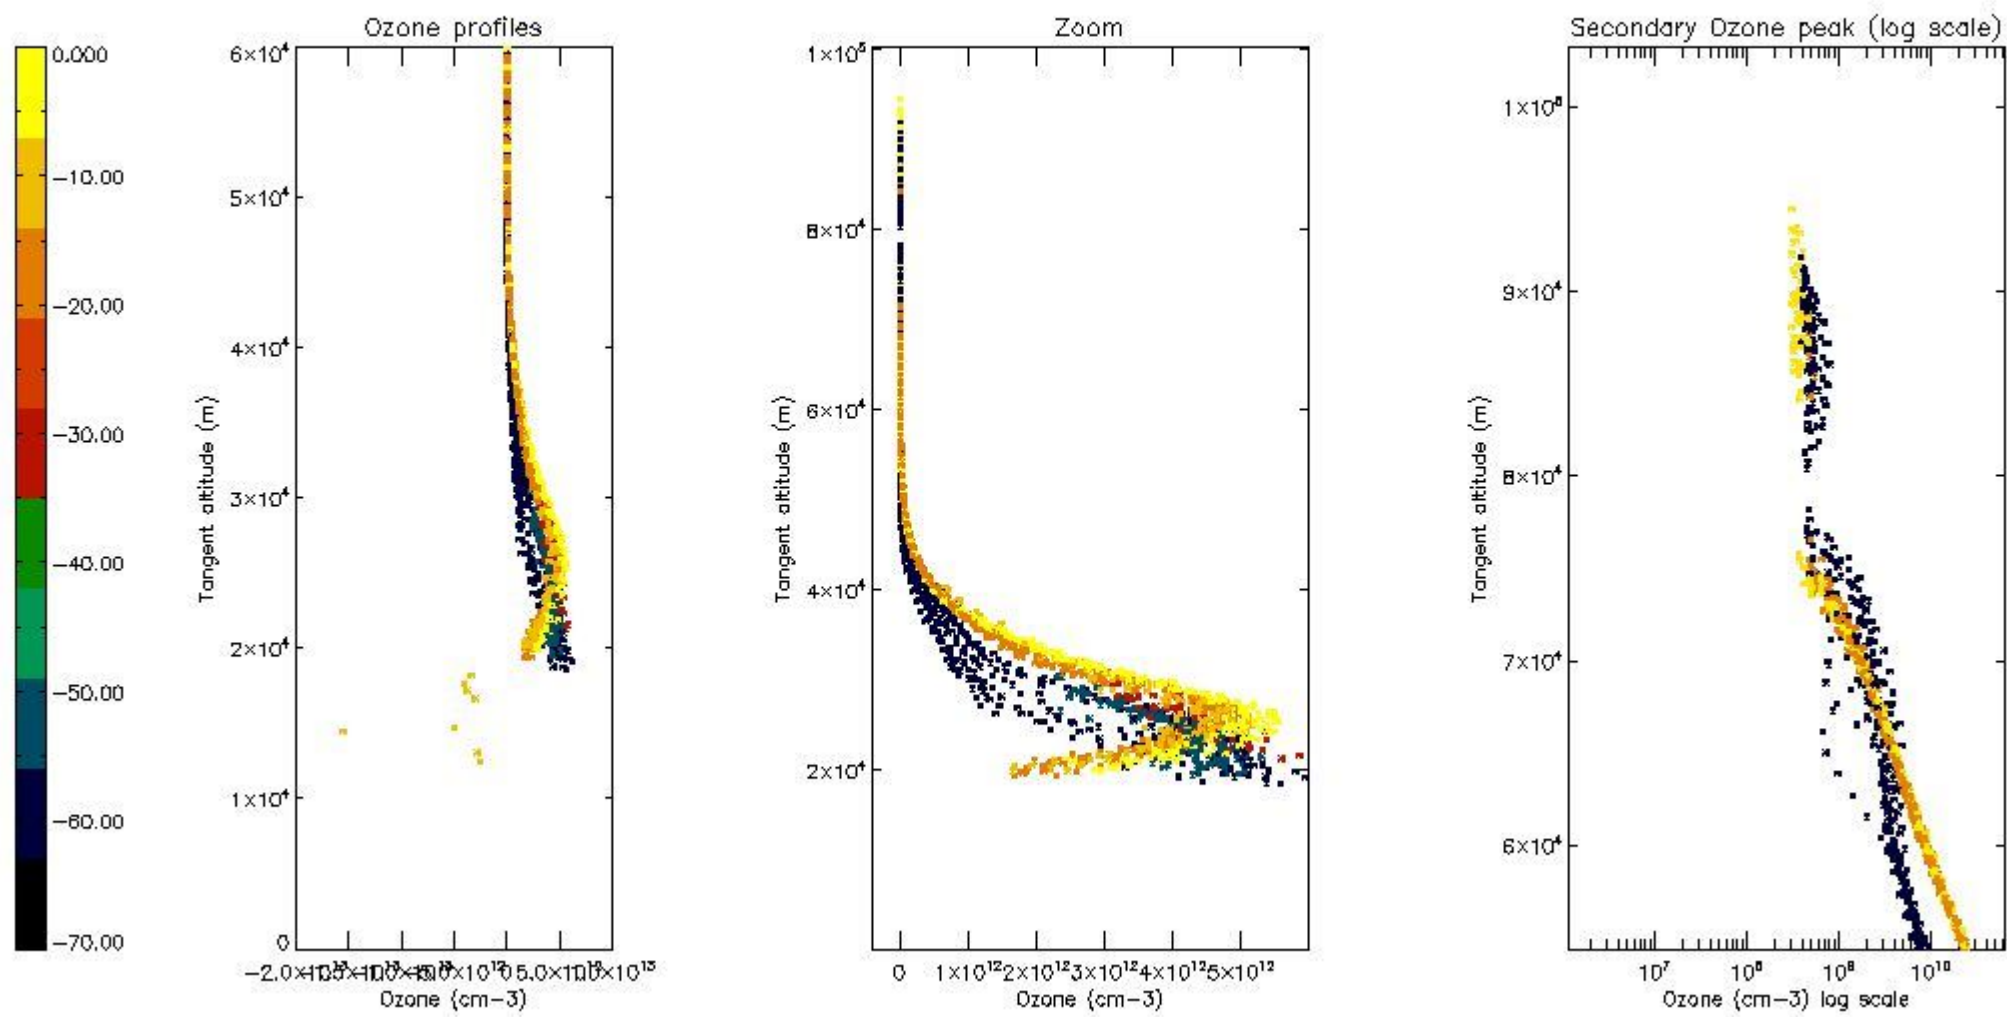 Ozone profiles
Zoom
Secondary Ozone peak (log scale)
0.000
−10.00
−20.00
−30.00
−40.00
−50.00
−60.00
−70.00
6×10⁴
5×10⁴
4×10⁴
3×10⁴
2×10⁴
1×10⁴
0
Tangent altitude (m)
5.0×10¹²
Ozone (cm−3)
1×10⁵
8×10⁴
6×10⁴
4×10⁴
2×10⁴
Tangent altitude (m)
0 1×10¹² 2×10¹² 3×10¹² 4×10¹² 5×10¹²
Ozone (cm−3)
9×10⁴
8×10⁴
7×10⁴
6×10⁴
Tangent altitude (m)
10⁷ 10⁸ 10⁹ 10¹⁰
Ozone (cm−3) log scale